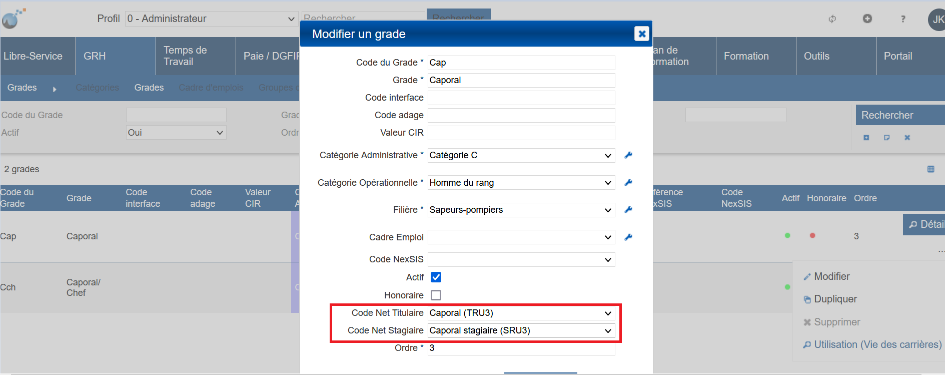 Profil 0 - Administrateur Rechercher Rechercher ? JK
Modifier un grade
Libre-Service GRH Temps de Travail Paie / DGFIP Formation Outils Portail
Grades Catégories Grades Cadre d'emplois
Code du Grade
Actif Oui Ordre
Rechercher
2 grades
Code du Grade Grade Code interface Code adage Valeur CIR Code NexSIS Actif Honoraire Ordre
Cap Caporal 3 Détail
Cch Caporal/ Chef
Code du Grade * Cap
Grade * Caporal
Code interface
Code adage
Valeur CIR
Catégorie Administrative * Catégorie C
Catégorie Opérationnelle * Homme du rang
Filière * Sapeurs-pompiers
Cadre Emploi
Code NexSIS
Actif
Honoraire
Code Net Titulaire Caporal (TRU3)
Code Net Stagiaire Caporal stagiaire (SRU3)
Ordre * 3
Modifier
Dupliquer
Supprimer
Utilisation (Vie des carrières)